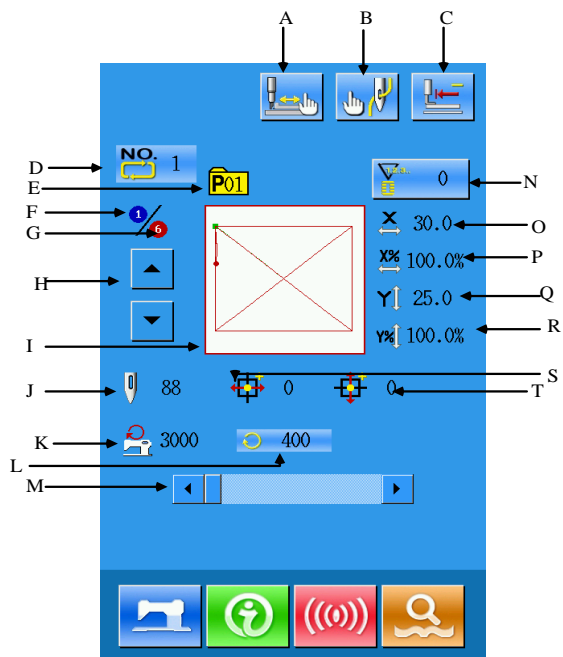 A B C
D NO. 1
E P01
N 0
F 1
G 6
X 30.0 O
X% 100.0% P
H
Y 25.0 Q
Y% 100.0% R
I
S
J 88 0 0 T
K 3000
L 400
M